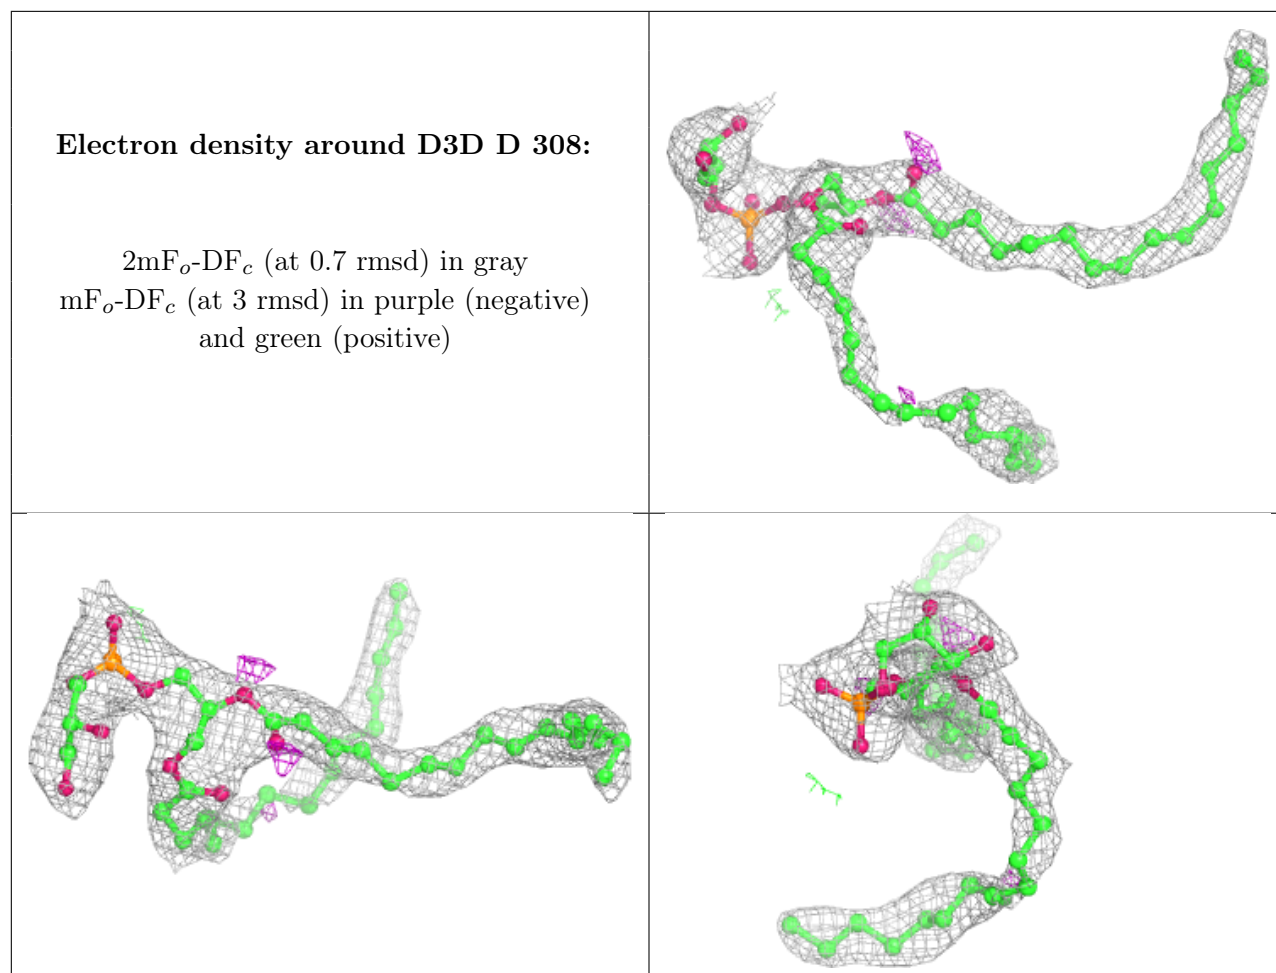 Electron density around D3D D 308:
2mFo-DFc (at 0.7 rmsd) in gray
mFo-DFc (at 3 rmsd) in purple (negative)
and green (positive)